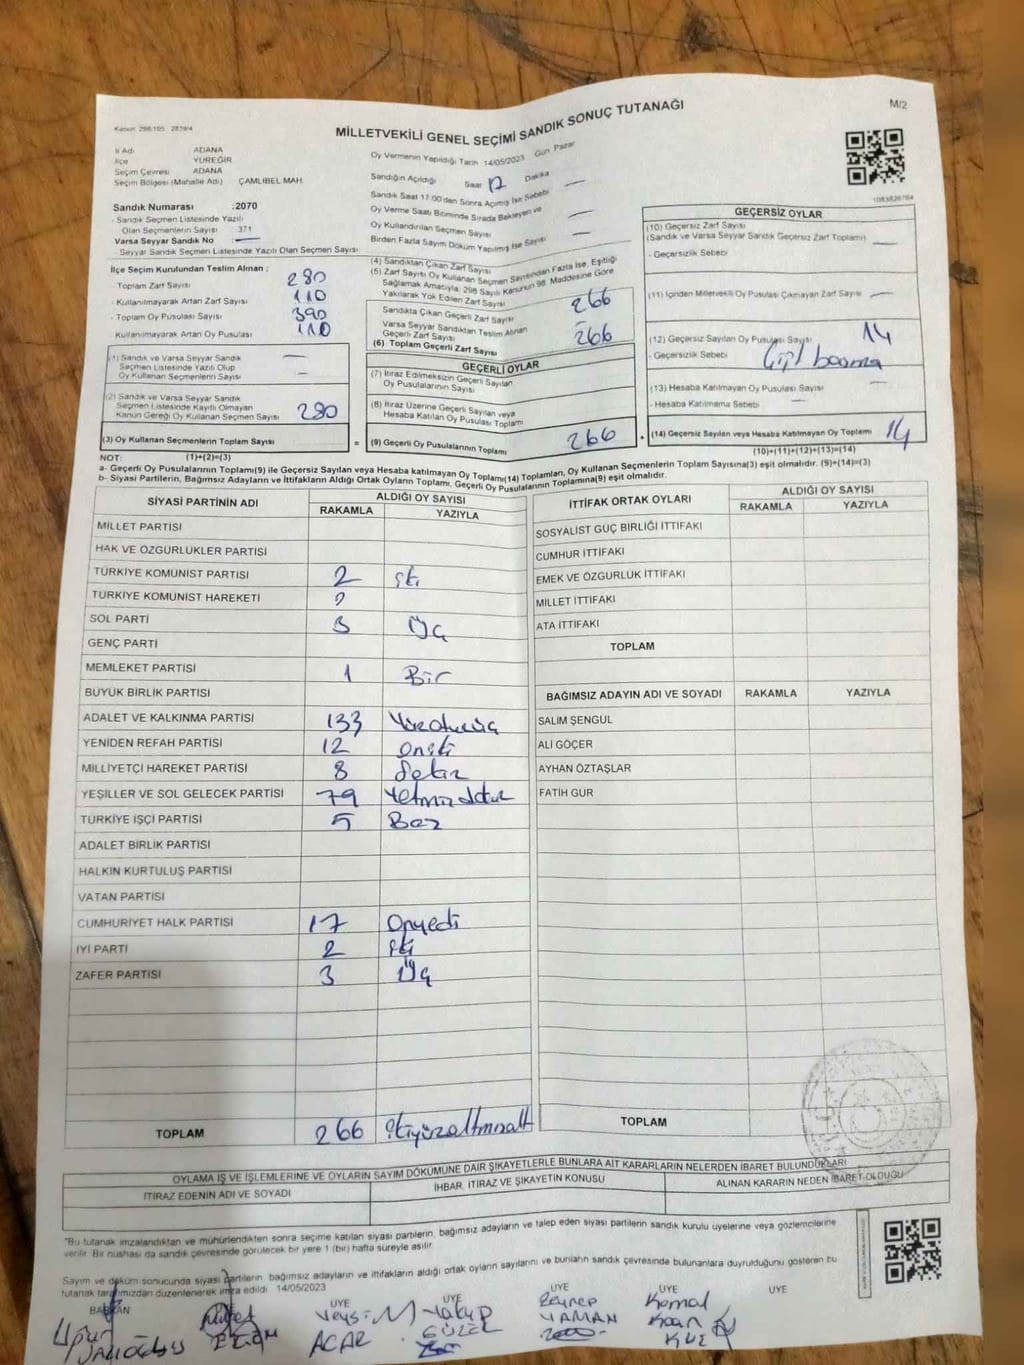 Kanun 298/105 2839/4
MİLLETVEKİLİ GENEL SEÇİMİ SANDIK SONUÇ TUTANAĞI
M/2
İl Adı ADANA
İlçe YÜREĞİR
Seçim Çevresi ADANA
Seçim Bölgesi (Mahalle Adı) ÇAMLIBEL MAH.
Sandık Numarası :2070
- Sandık Seçmen Listesinde Yazılı
Olan Seçmenlerin Sayısı 371
Varsa Seyyar Sandık No —
- Seyyar Sandık Seçmen Listesinde Yazılı Olan Seçmen Sayısı
Oy Vermenin Yapıldığı Tarih 14/05/2023 Gün Pazar
Sandığın Açıldığı Saat 17 Dakika —
Sandık Saat 17:00'den Sonra Açılmış İse Sebebi —
Oy Verme Saati Bitiminde Sırada Bekleyen ve
Oy Kullandırılan Seçmen Sayısı —
Birden Fazla Sayım Döküm Yapılmış İse Sayısı —
İlçe Seçim Kurulundan Teslim Alınan :
- Toplam Zarf Sayısı 280
- Kullanılmayarak Artan Zarf Sayısı 110
- Toplam Oy Pusulası Sayısı 390
- Kullanılmayarak Artan Oy Pusulası 110
(1) Sandık ve Varsa Seyyar Sandık
Seçmen Listesinde Yazılı Olup
Oy Kullanan Seçmenlerin Sayısı —
(2) Sandık ve Varsa Seyyar Sandık
Seçmen Listesinde Kayıtlı Olmayan
Kanun Gereği Oy Kullanan Seçmen Sayısı 280
(3) Oy Kullanan Seçmenlerin Toplam Sayısı
(1)+(2)=(3)
(4) Sandıktan Çıkan Zarf Sayısı
(5) Zarf Sayısı Oy Kullanan Seçmen Sayısından Fazla İse, Eşitliği
Sağlamak Amacıyla; 298 Sayılı Kanunun 98. Maddesine Göre
Yakılarak Yok Edilen Zarf Sayısı
Sandıkta Çıkan Geçerli Zarf Sayısı 266
Varsa Seyyar Sandıktan Teslim Alınan
Geçerli Zarf Sayısı —
(6) Toplam Geçerli Zarf Sayısı 266
GEÇERLİ OYLAR
(7) İtiraz Edilmeksizin Geçerli Sayılan
Oy Pusulalarının Sayısı
(8) İtiraz Üzerine Geçerli Sayılan veya
Hesaba Katılan Oy Pusulası Toplamı
= (9) Geçerli Oy Pusulalarının Toplamı 266 +
GEÇERSİZ OYLAR
(10) Geçersiz Zarf Sayısı
(Sandık ve Varsa Seyyar Sandık Geçersiz Zarf Toplamı) —
- Geçersizlik Sebebi
(11) İçinden Milletvekili Oy Pusulası Çıkmayan Zarf Sayısı —
(12) Geçersiz Sayılan Oy Pusulası Sayısı 14
- Geçersizlik Sebebi
(13) Hesaba Katılmayan Oy Pusulası Sayısı —
- Hesaba Katılmama Sebebi —
(14) Geçersiz Sayılan veya Hesaba Katılmayan Oy Toplamı 14
(10)+(11)+(12)+(13)=(14)
NOT:
a- Geçerli Oy Pusulalarının Toplamı(9) ile Geçersiz Sayılan veya Hesaba katılmayan Oy Toplamı(14) Toplamları, Oy Kullanan Seçmenlerin Toplam Sayısına(3) eşit olmalıdır. (9)+(14)=(3)
b- Siyasi Partilerin, Bağımsız Adayların ve İttifakların Aldığı Oyların Toplamı, Geçerli Oy Pusulalarının Toplamına(9) eşit olmalıdır.
SİYASİ PARTİNİN ADI ALDIĞI OY SAYISI
RAKAMLA YAZIYLA
MİLLET PARTİSİ
HAK VE ÖZGÜRLÜKLER PARTİSİ
TÜRKİYE KOMÜNİST PARTİSİ 2 iki
TÜRKİYE KOMÜNİST HAREKETİ
SOL PARTİ 3 Üç
GENÇ PARTİ
MEMLEKET PARTİSİ 1 Bir
BÜYÜK BİRLİK PARTİSİ
ADALET VE KALKINMA PARTİSİ 133 Yüzotuzüç
YENİDEN REFAH PARTİSİ 12 oniki
MİLLİYETÇİ HAREKET PARTİSİ 8 Sekiz
YEŞİLLER VE SOL GELECEK PARTİSİ 79 Yetmişdokuz
TÜRKİYE İŞÇİ PARTİSİ 5 Beş
ADALET BİRLİK PARTİSİ
HALKIN KURTULUŞ PARTİSİ
VATAN PARTİSİ
CUMHURİYET HALK PARTİSİ 17 Onyedi
İYİ PARTİ 2 iki
ZAFER PARTİSİ 3 Üç
TOPLAM 266 ikiyüzaltmışaltı
İTTİFAK ORTAK OYLARI ALDIĞI OY SAYISI
RAKAMLA YAZIYLA
SOSYALİST GÜÇ BİRLİĞİ İTTİFAKI
CUMHUR İTTİFAKI
EMEK VE ÖZGÜRLÜK İTTİFAKI
MİLLET İTTİFAKI
ATA İTTİFAKI
TOPLAM
BAĞIMSIZ ADAYIN ADI VE SOYADI RAKAMLA YAZIYLA
SALİM ŞENGÜL
ALİ GÖÇER
AYHAN ÖZTAŞLAR
FATİH GÜR
TOPLAM
OYLAMA İŞ VE İŞLEMLERİNE VE OYLARIN SAYIM DÖKÜMÜNE DAİR ŞİKAYETLERLE BUNLARA AİT KARARLARIN NELERDEN İBARET BULUNDUKLARI
İTİRAZ EDENİN ADI VE SOYADI İHBAR, İTİRAZ VE ŞİKAYETİN KONUSU ALINAN KARARIN NEDEN İBARET OLDUĞU
"Bu tutanak imzalandıktan ve mühürlendikten sonra seçime katılan siyasi partilerin, bağımsız adayların ve talep eden siyasi partilerin sandık kurulu üyelerine veya gözlemcilerine
verilir. Bir nüshası da sandık çevresinde görülecek bir yere 1 (bir) hafta süreyle asılır.
Sayım ve döküm sonucunda siyasi partilerin, bağımsız adayların ve ittifakların aldığı ortak oyların sayılarını ve bunların sandık çevresinde bulunanlara duyrulduğunu gösteren bu
tutanak tarafımızdan düzenlenerek imza edildi. 14/05/2023
BAŞKAN ÜYE ÜYE ÜYE ÜYE ÜYE
Uğur
Veysi ACAR
Yakup GÜZEL
Zeynep YAMAN
Kemal